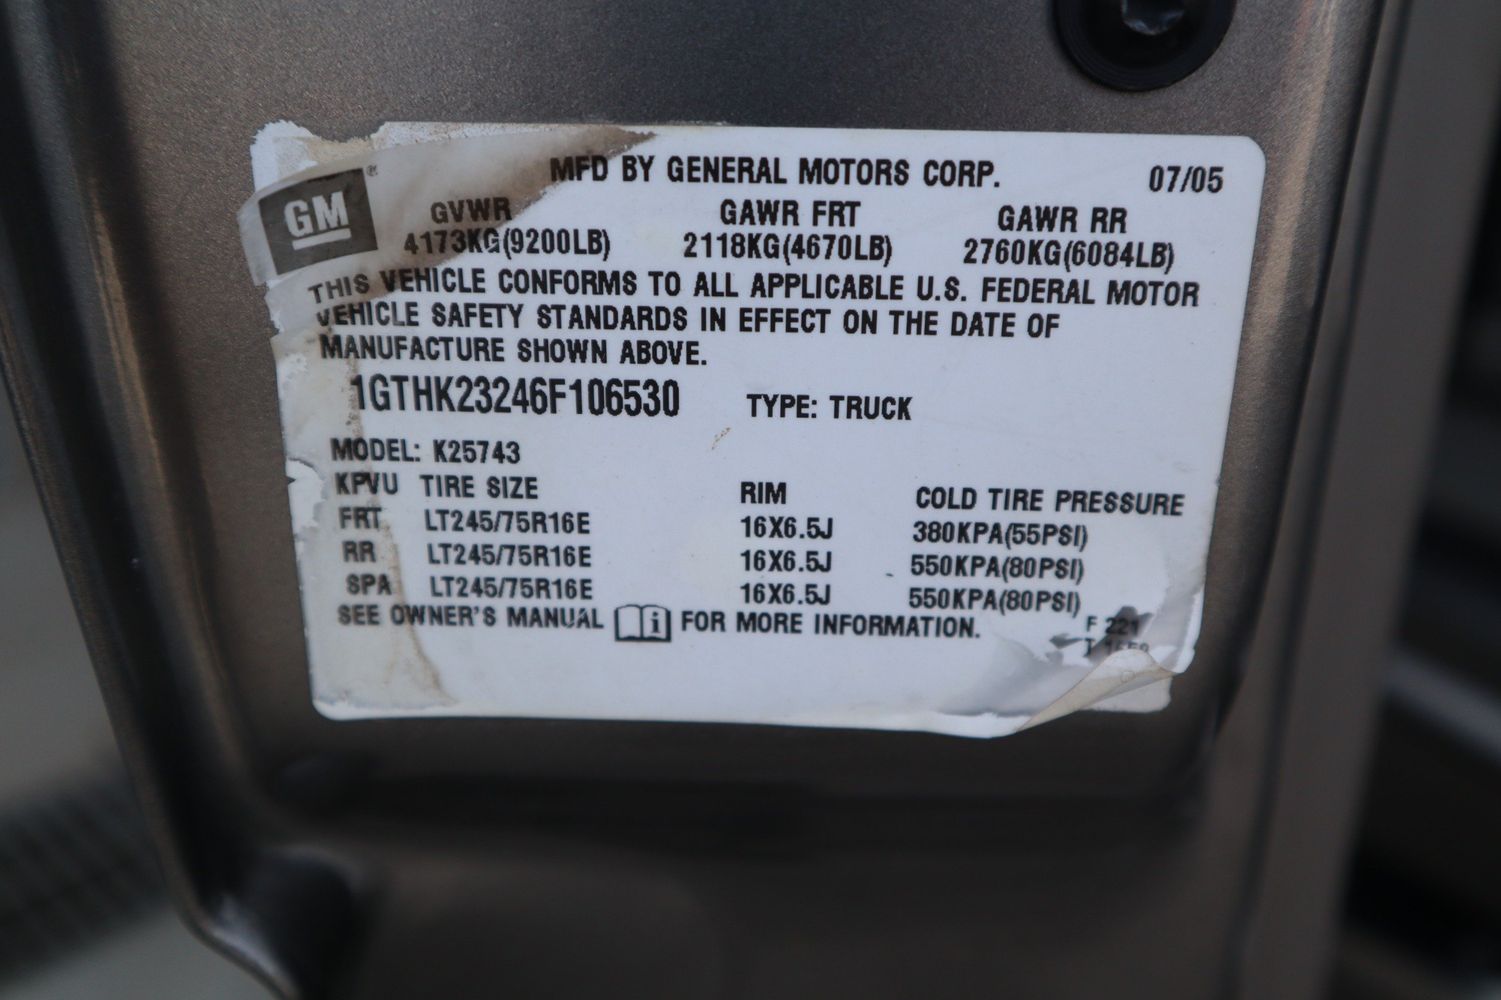 GM ®
MFD BY GENERAL MOTORS CORP. 07/05
GVWR GAWR FRT GAWR RR
4173KG(9200LB) 2118KG(4670LB) 2760KG(6084LB)
THIS VEHICLE CONFORMS TO ALL APPLICABLE U.S. FEDERAL MOTOR
VEHICLE SAFETY STANDARDS IN EFFECT ON THE DATE OF
MANUFACTURE SHOWN ABOVE.
1GTHK23246F106530 TYPE: TRUCK
MODEL: K25743
KPVU TIRE SIZE RIM COLD TIRE PRESSURE
FRT LT245/75R16E 16X6.5J 380KPA(55PSI)
RR LT245/75R16E 16X6.5J 550KPA(80PSI)
SPA LT245/75R16E 16X6.5J 550KPA(80PSI)
SEE OWNER'S MANUAL i FOR MORE INFORMATION.
F 221
T